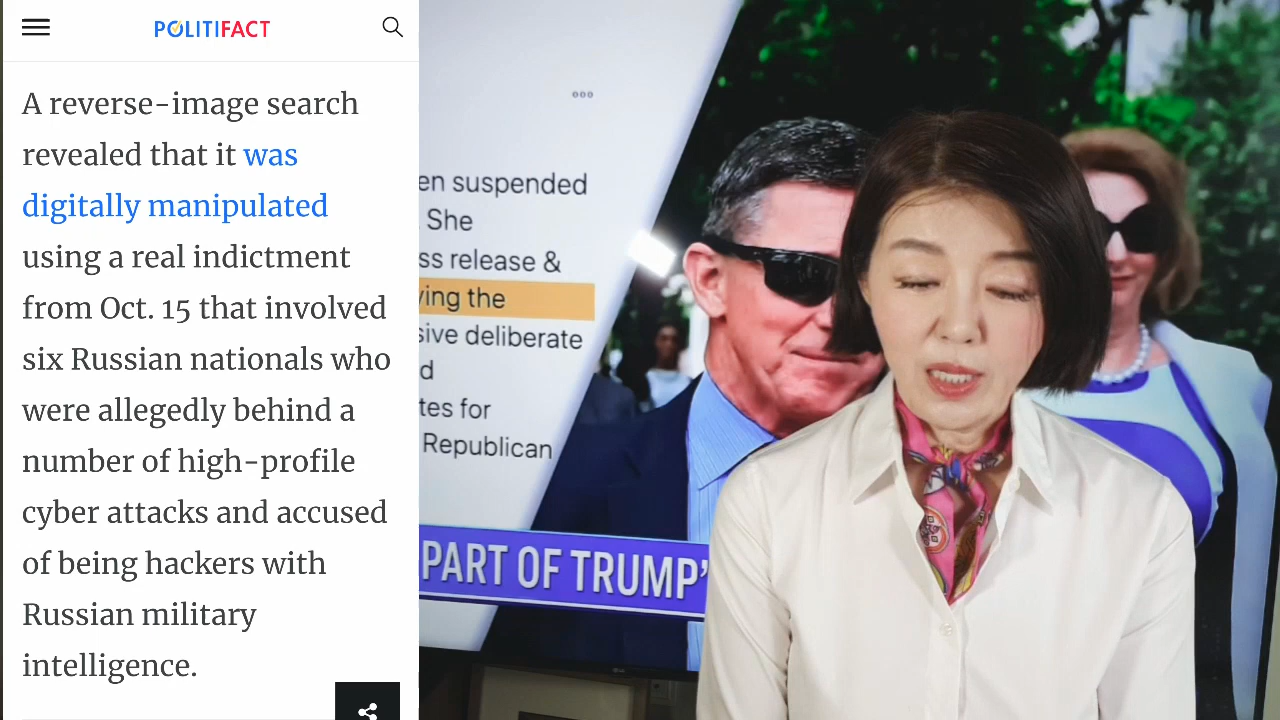 POLITIFACT
A reverse-image search
revealed that it was
digitally manipulated
using a real indictment
from Oct. 15 that involved
six Russian nationals who
were allegedly behind a
number of high-profile
cyber attacks and accused
of being hackers with
Russian military
intelligence.
en suspended
. She
ss release &
ying the
sive deliberate
d
tes for
Republican
PART OF TRUMP'